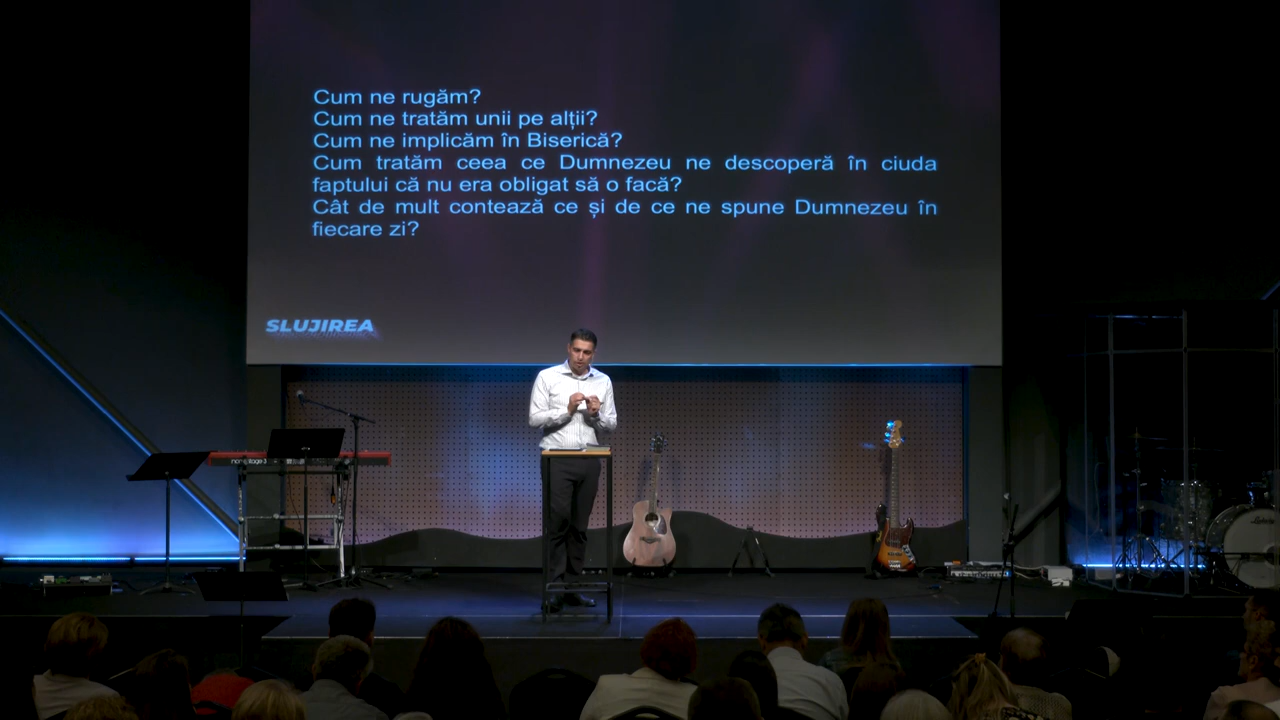 Cum ne rugăm?
Cum ne tratăm unii pe alții?
Cum ne implicăm în Biserică?
Cum tratăm ceea ce Dumnezeu ne descoperă în ciuda
faptului că nu era obligat să o facă?
Cât de mult contează ce și de ce ne spune Dumnezeu în
fiecare zi?
SLUJIREA